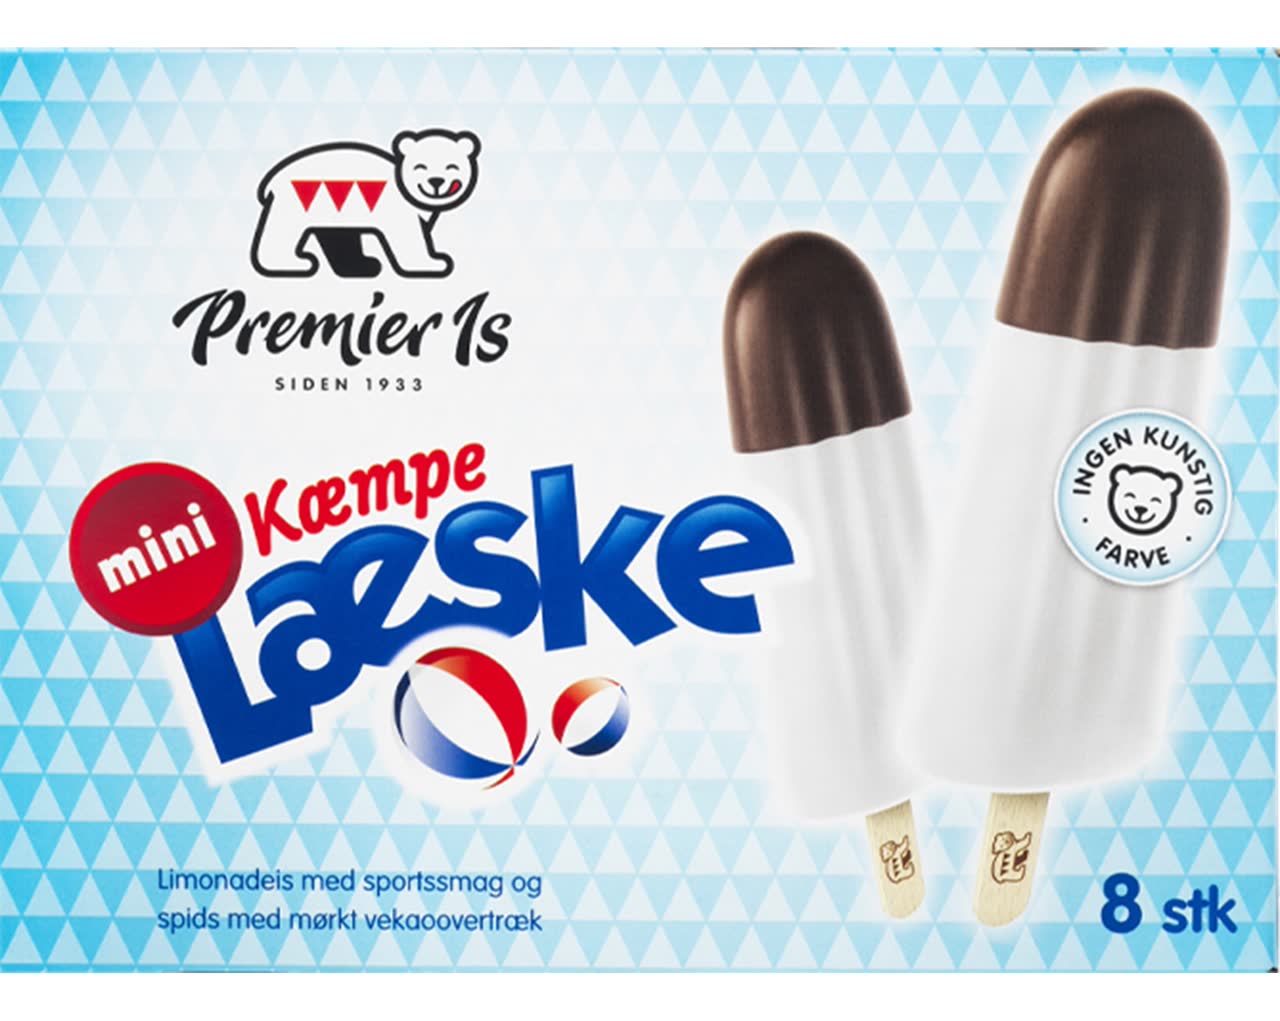 Premier Is
SIDEN 1933
mini
Kæmpe
Læske
INGEN KUNSTIG
FARVE
Limonadeis med sportssmag og
spids med mørkt vekaoovertræk
8 stk